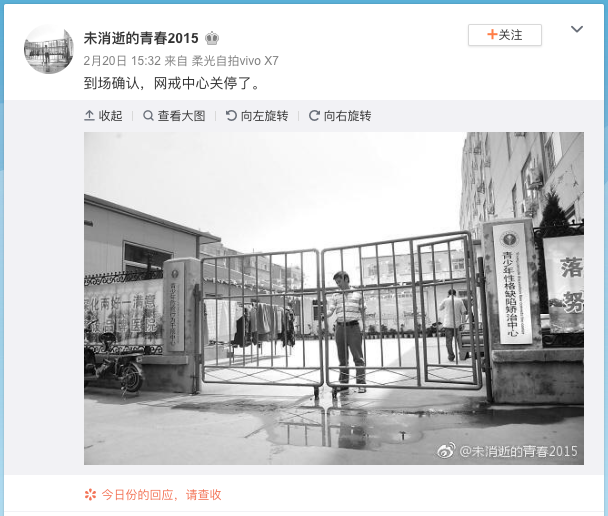 未消逝的青春2015
+关注
2月20日 15:32 来自 柔光自拍vivo X7
到场确认，网戒中心关停了。
收起
查看大图
向左旋转
向右旋转
青少年性格缺陷矫治中心
落
努
@未消逝的青春2015
今日份的回应，请查收